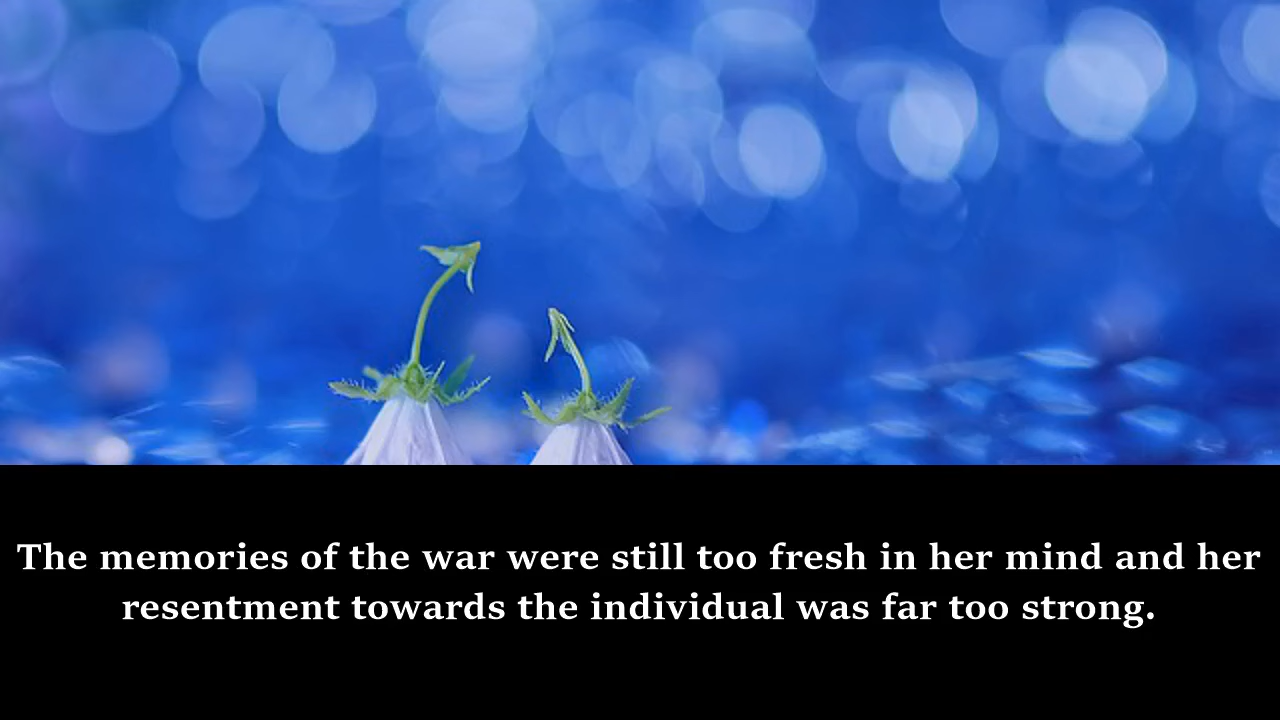 The memories of the war were still too fresh in her mind and her
resentment towards the individual was far too strong.